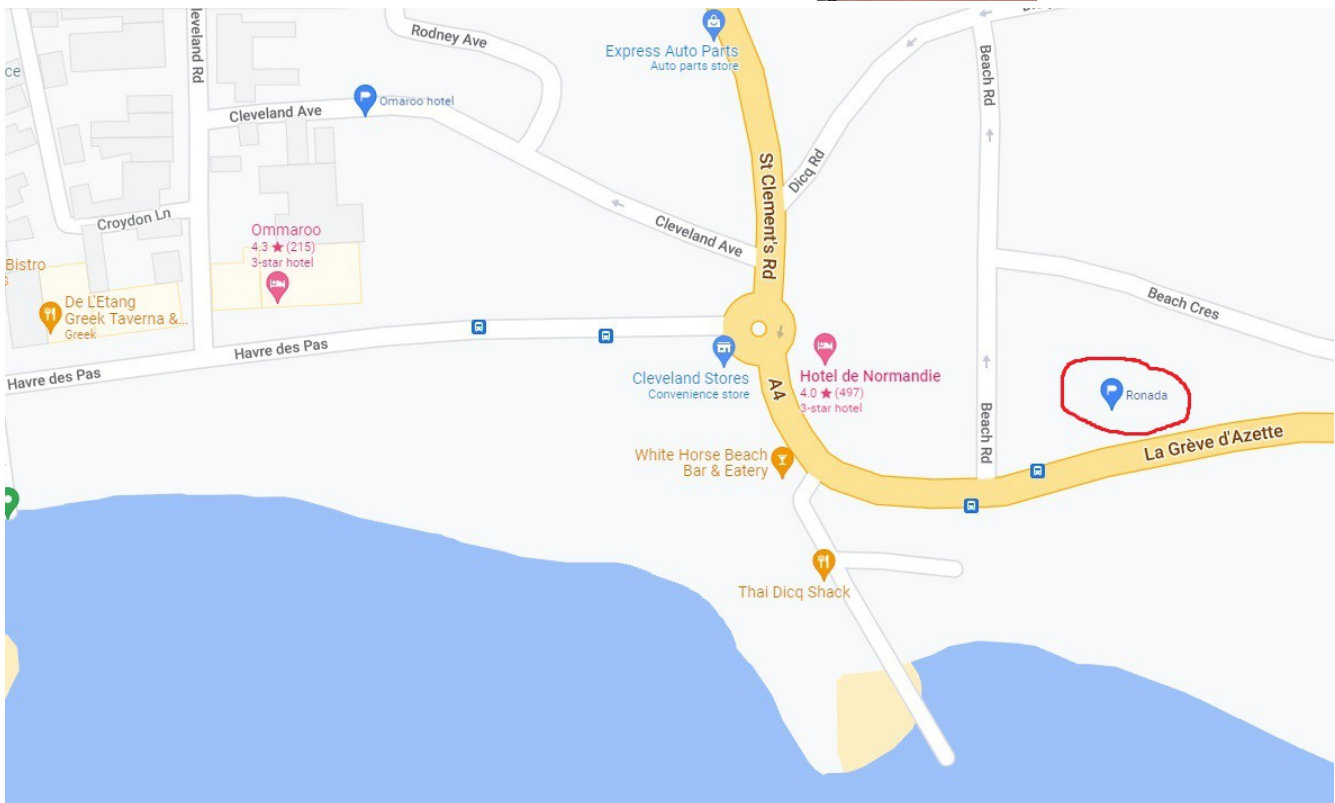 Rodney Ave
Express Auto Parts
Auto parts store
leveland Rd
ce
Omaroo hotel
Cleveland Ave
Beach Rd
Dicq Rd
St Clement's Rd
Croydon Ln
Cleveland Ave
Ommaroo
4.3 ★ (215)
3-star hotel
Bistro
s
De L'Etang
Greek Taverna &...
Greek
Beach Cres
Havre des Pas
Havre des Pas
Cleveland Stores
Convenience store
A4
Hotel de Normandie
4.0 ★ (497)
3-star hotel
Ronada
Beach Rd
La Grève d'Azette
White Horse Beach
Bar & Eatery
Thai Dicq Shack